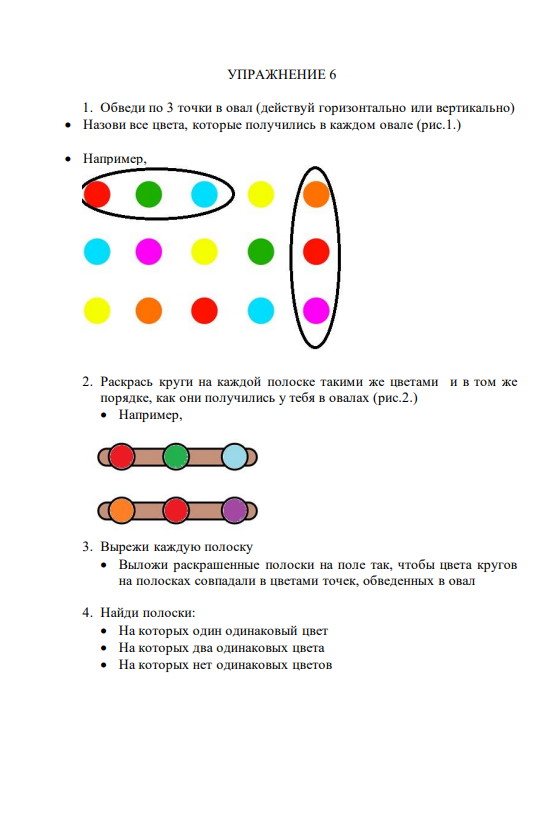 УПРАЖНЕНИЕ 6
1. Обведи по 3 точки в овал (действуй горизонтально или вертикально)
• Назови все цвета, которые получились в каждом овале (рис.1.)
• Например,
2. Раскрась круги на каждой полоске такими же цветами и в том же
порядке, как они получились у тебя в овалах (рис.2.)
• Например,
3. Вырежи каждую полоску
• Выложи раскрашенные полоски на поле так, чтобы цвета кругов
на полосках совпадали в цветами точек, обведенных в овал
4. Найди полоски:
• На которых один одинаковый цвет
• На которых два одинаковых цвета
• На которых нет одинаковых цветов